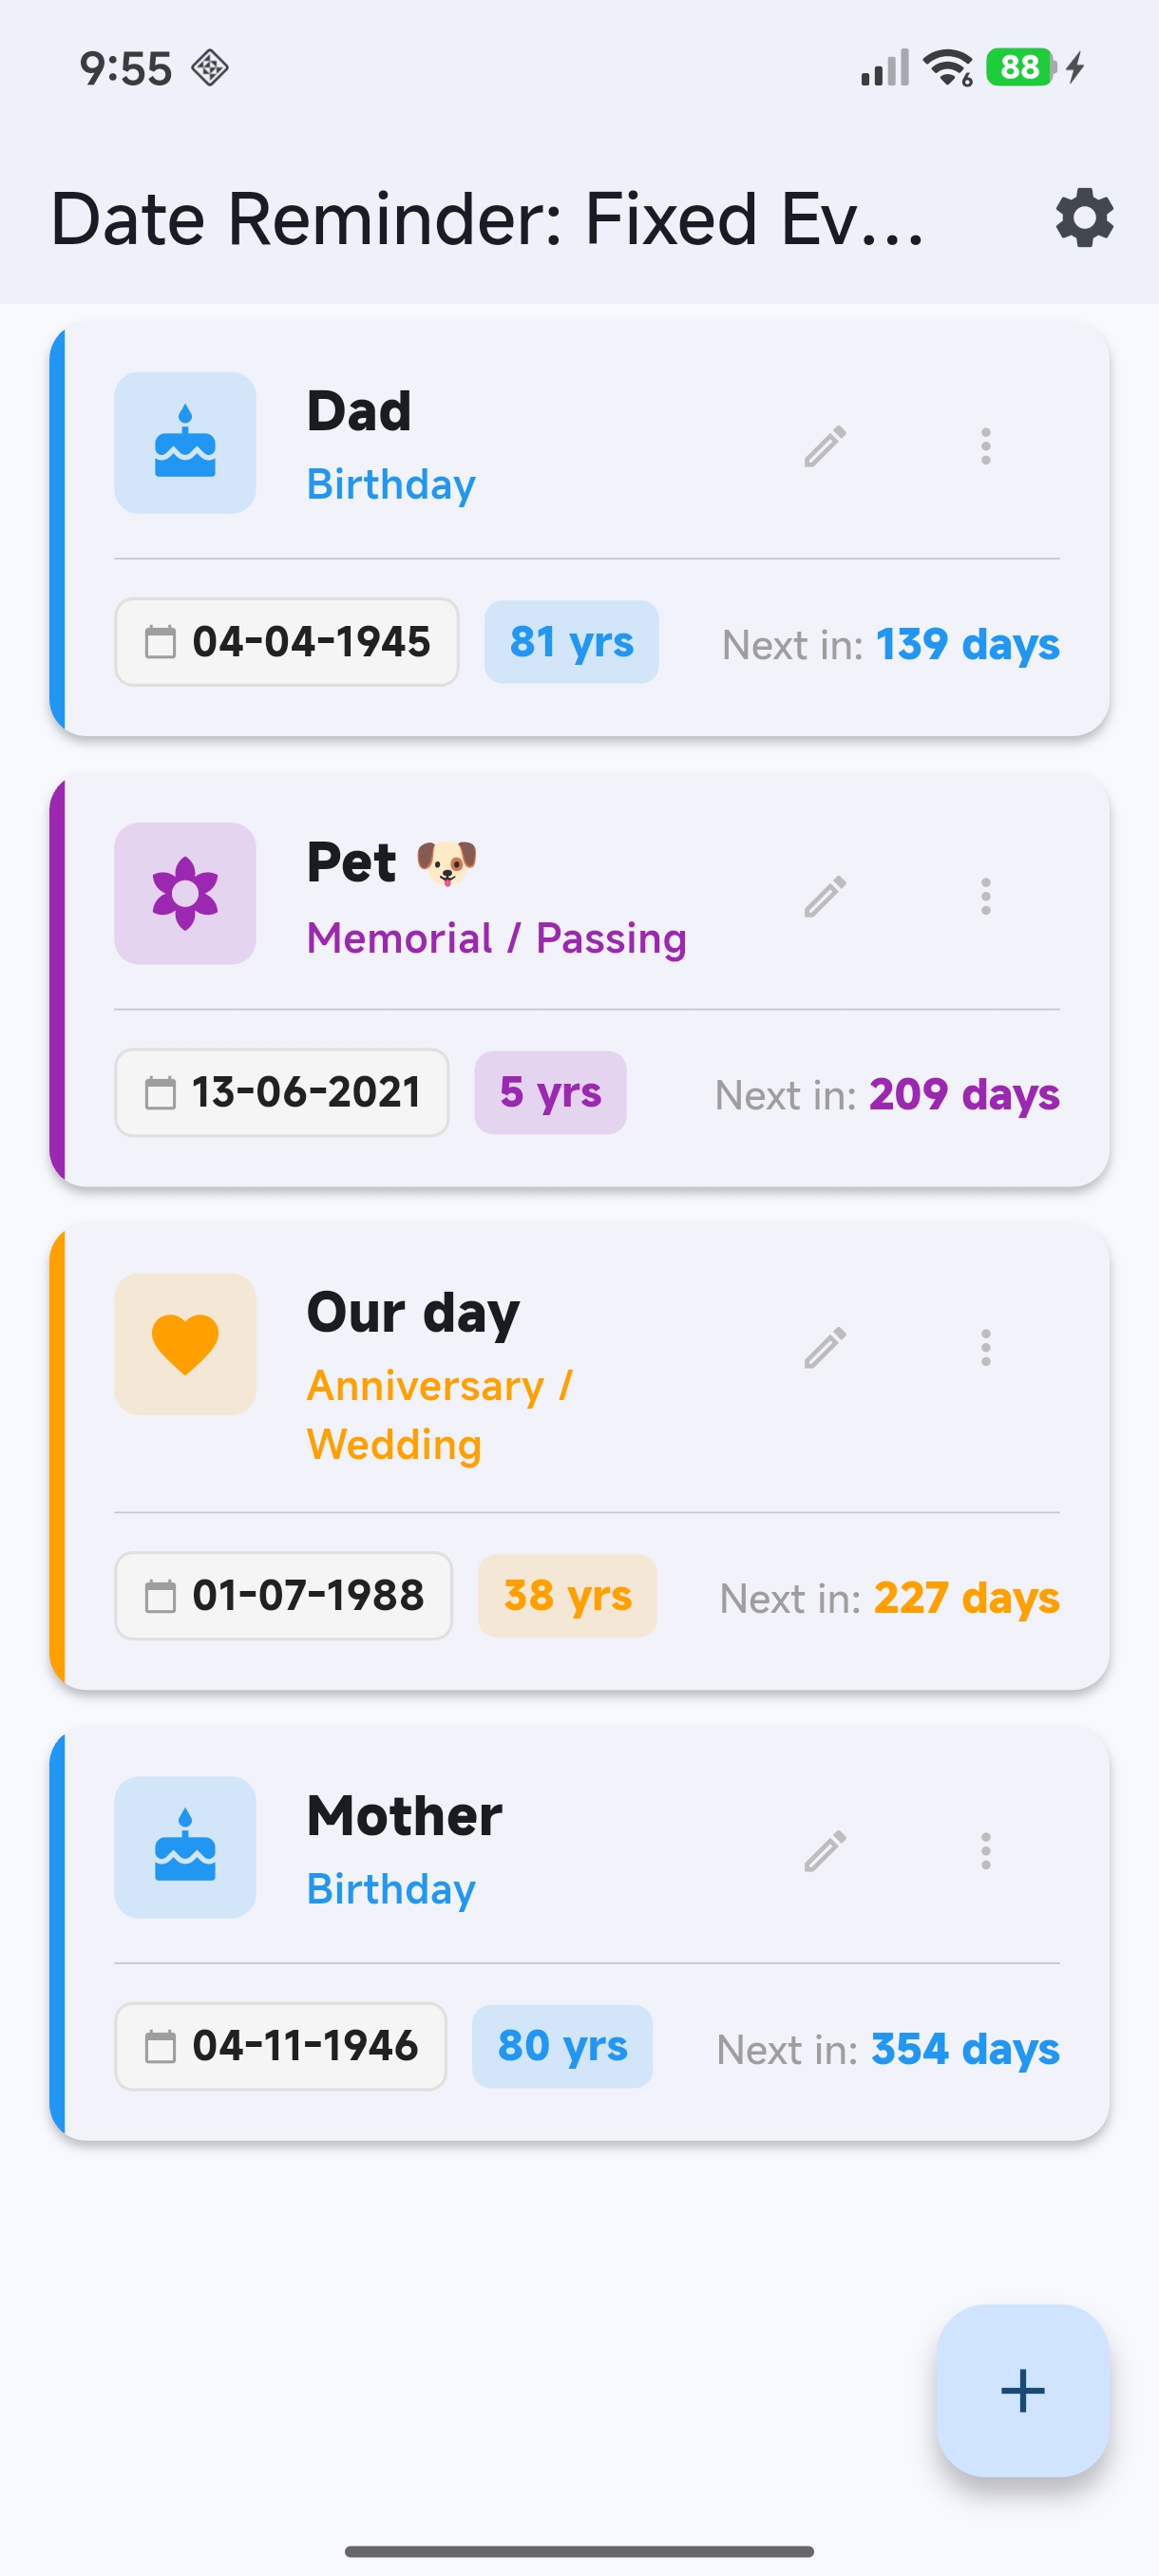 9:55
6
88
Date Reminder: Fixed Ev...
Dad
Birthday
04-04-1945
81 yrs
Next in: 139 days
Pet 🐶
Memorial / Passing
13-06-2021
5 yrs
Next in: 209 days
Our day
Anniversary /
Wedding
01-07-1988
38 yrs
Next in: 227 days
Mother
Birthday
04-11-1946
80 yrs
Next in: 354 days
+